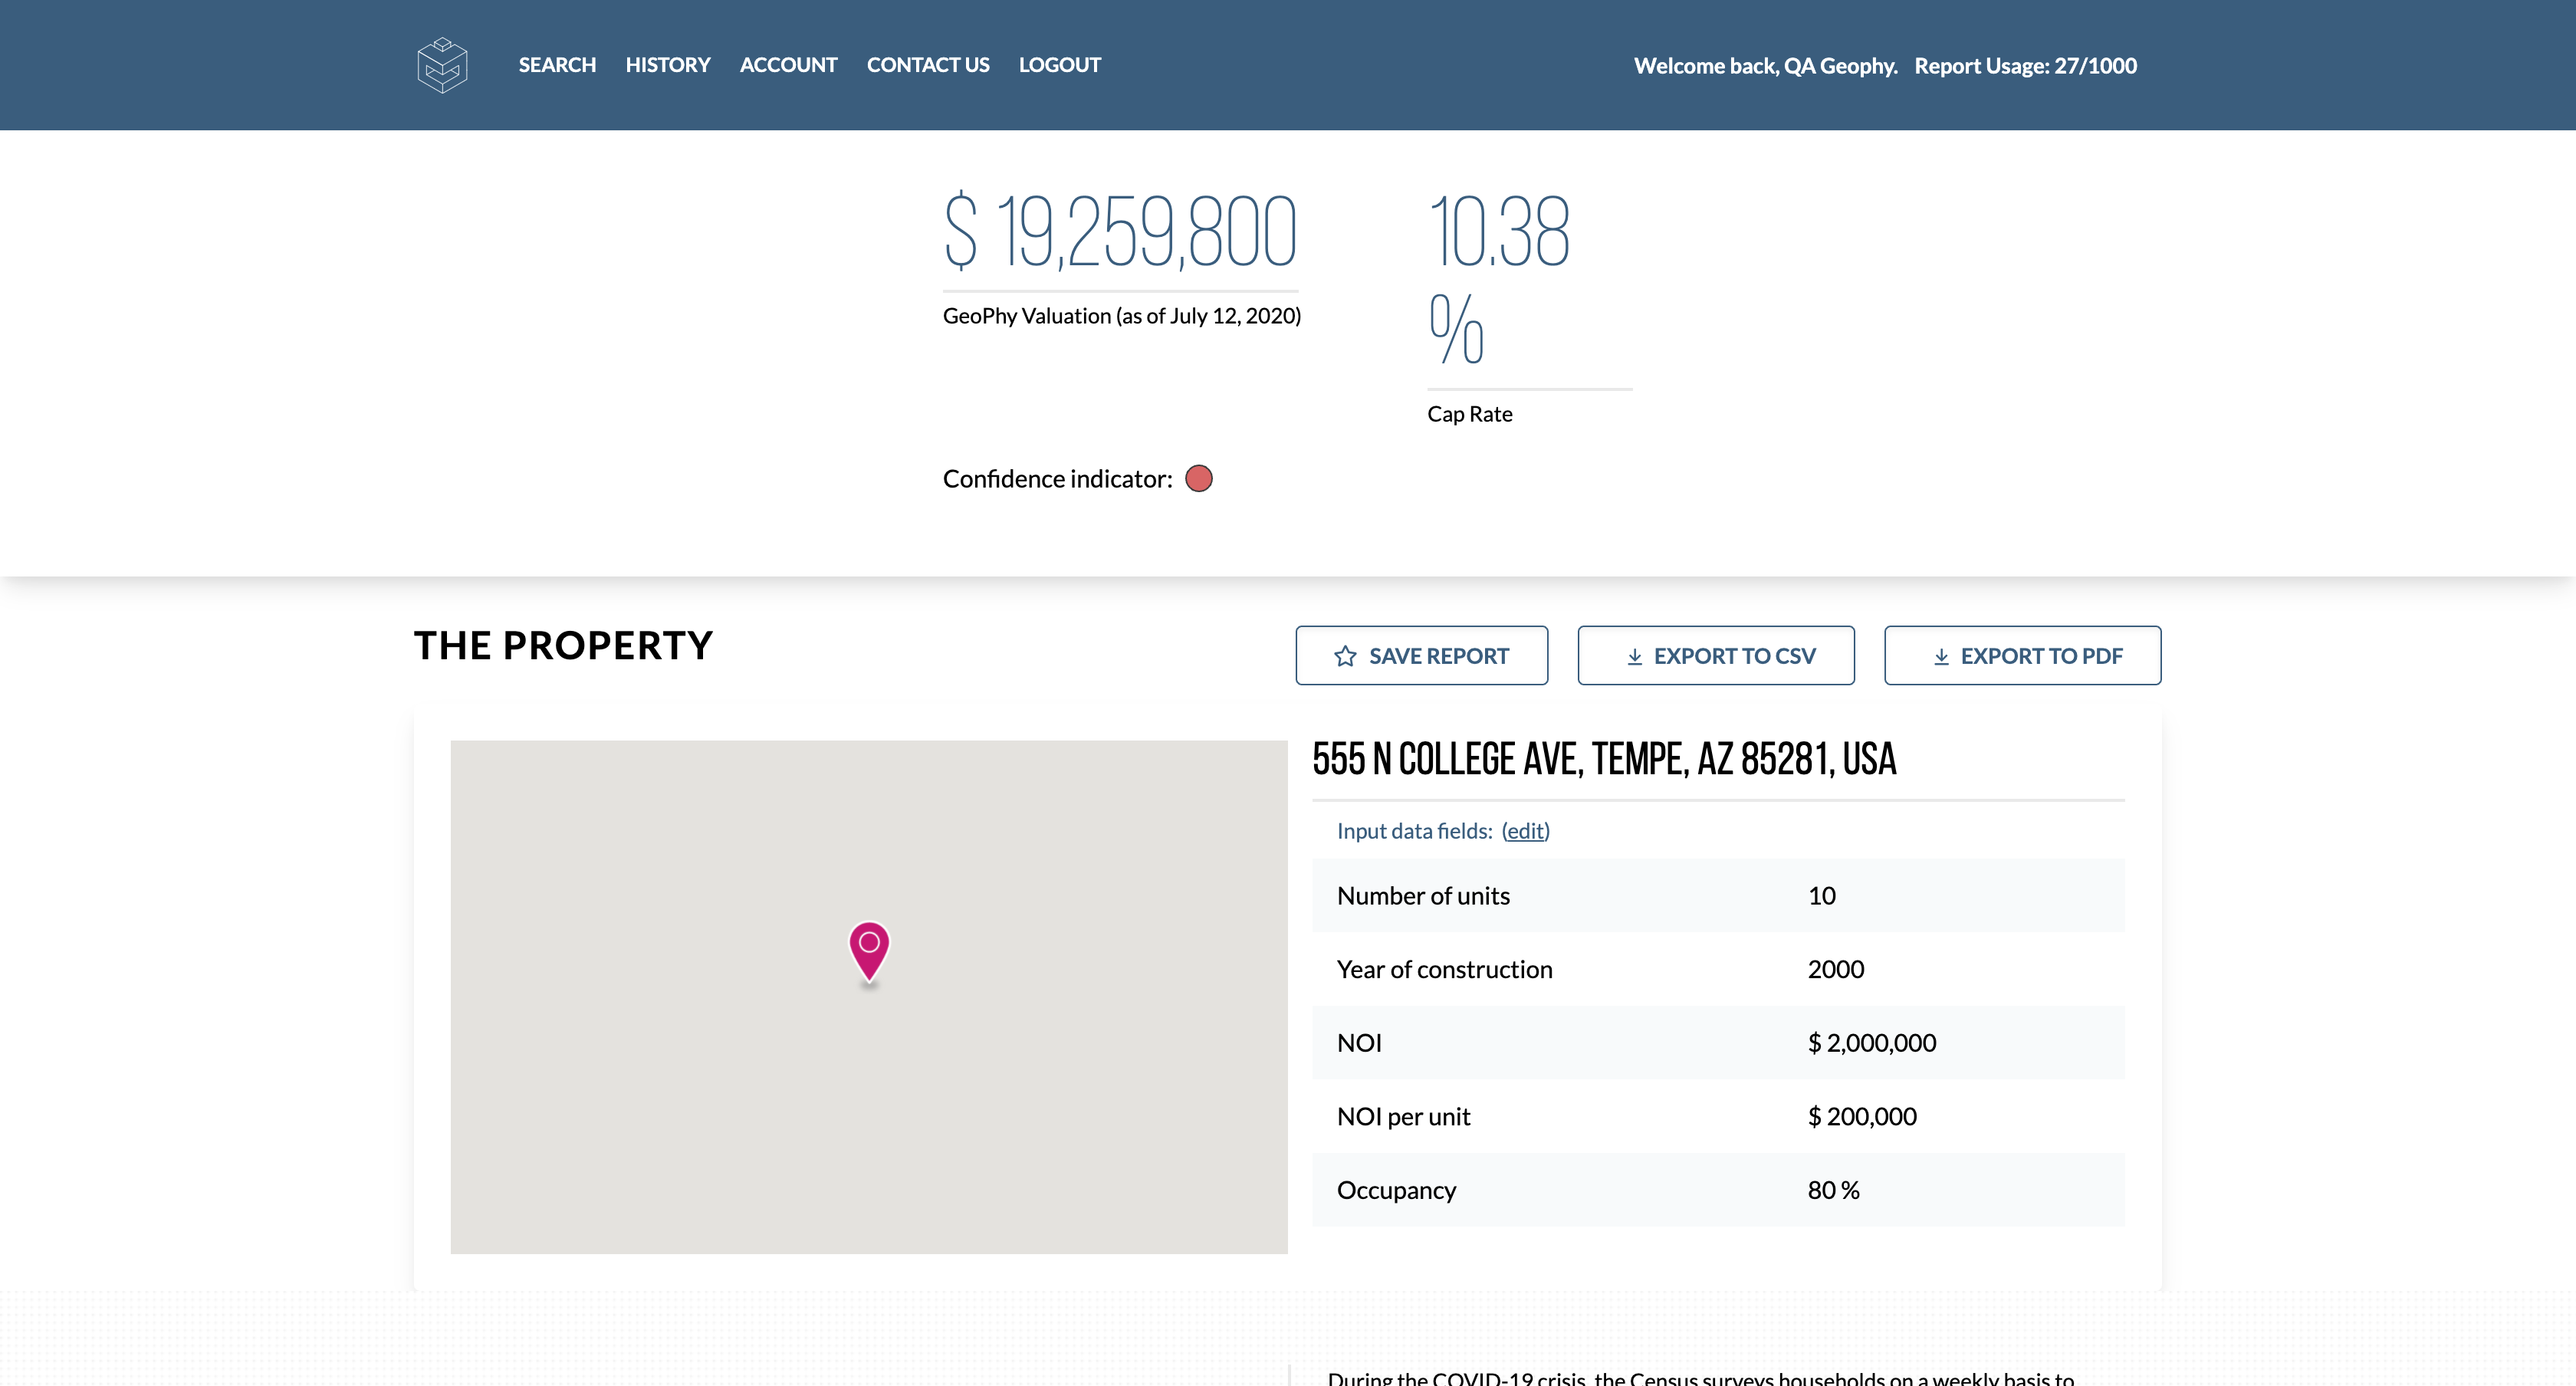 SEARCH HISTORY ACCOUNT CONTACT US LOGOUT Welcome back, QA Geophy. Report Usage: 27/1000
$ 19,259,800
GeoPhy Valuation (as of July 12, 2020)
10.38
%
Cap Rate
Confidence indicator:
THE PROPERTY
SAVE REPORT EXPORT TO CSV EXPORT TO PDF
555 N COLLEGE AVE, TEMPE, AZ 85281, USA
Input data fields: (edit)
Number of units 10
Year of construction 2000
NOI $ 2,000,000
NOI per unit $ 200,000
Occupancy 80 %
During the COVID-19 crisis, the Census surveys households on a weekly basis to